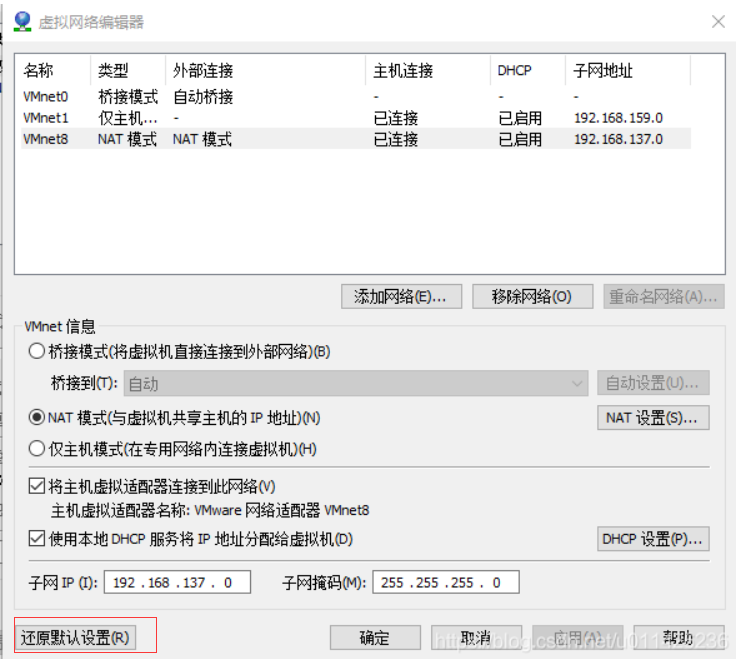 虚拟网络编辑器
名称 类型 外部连接 主机连接 DHCP 子网地址
VMnet0 桥接模式 自动桥接 - - -
VMnet1 仅主机... - 已连接 已启用 192.168.159.0
VMnet8 NAT 模式 NAT 模式 已连接 已启用 192.168.137.0
添加网络(E)... 移除网络(O) 重命名网络(A)...
VMnet 信息
桥接模式(将虚拟机直接连接到外部网络)(B)
桥接到(T): 自动 自动设置(U)...
NAT 模式(与虚拟机共享主机的 IP 地址)(N) NAT 设置(S)...
仅主机模式(在专用网络内连接虚拟机)(H)
将主机虚拟适配器连接到此网络(V)
主机虚拟适配器名称: VMware 网络适配器 VMnet8
使用本地 DHCP 服务将 IP 地址分配给虚拟机(D) DHCP 设置(P)...
子网 IP (I): 192 .168 .137 . 0 子网掩码(M): 255 .255 .255 . 0
还原默认设置(R) 确定 取消 应用(A) 帮助